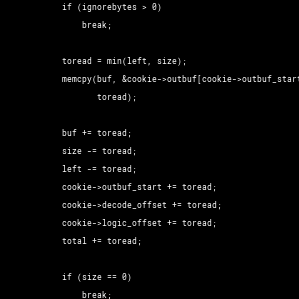 if (ignorebytes > 0)
break;
toread = min(left, size);
memcpy(buf, &cookie->outbuf[cookie->outbuf_start
toread);
buf += toread;
size -= toread;
left -= toread;
cookie->outbuf_start += toread;
cookie->decode_offset += toread;
cookie->logic_offset += toread;
total += toread;
if (size == 0)
break;